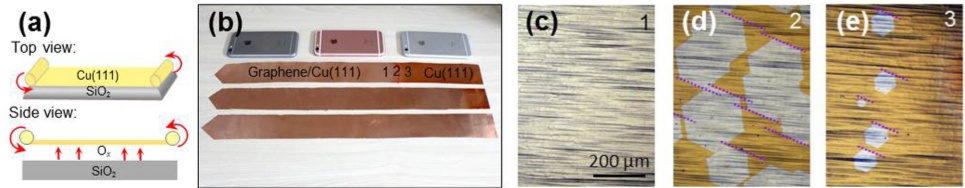 (a)
Top view:
Cu(111)
SiO₂
Side view:
Oₓ
SiO₂
(b)
Graphene/Cu(111) 1 2 3 Cu(111)
(c) 1
200 µm
(d) 2
(e) 3